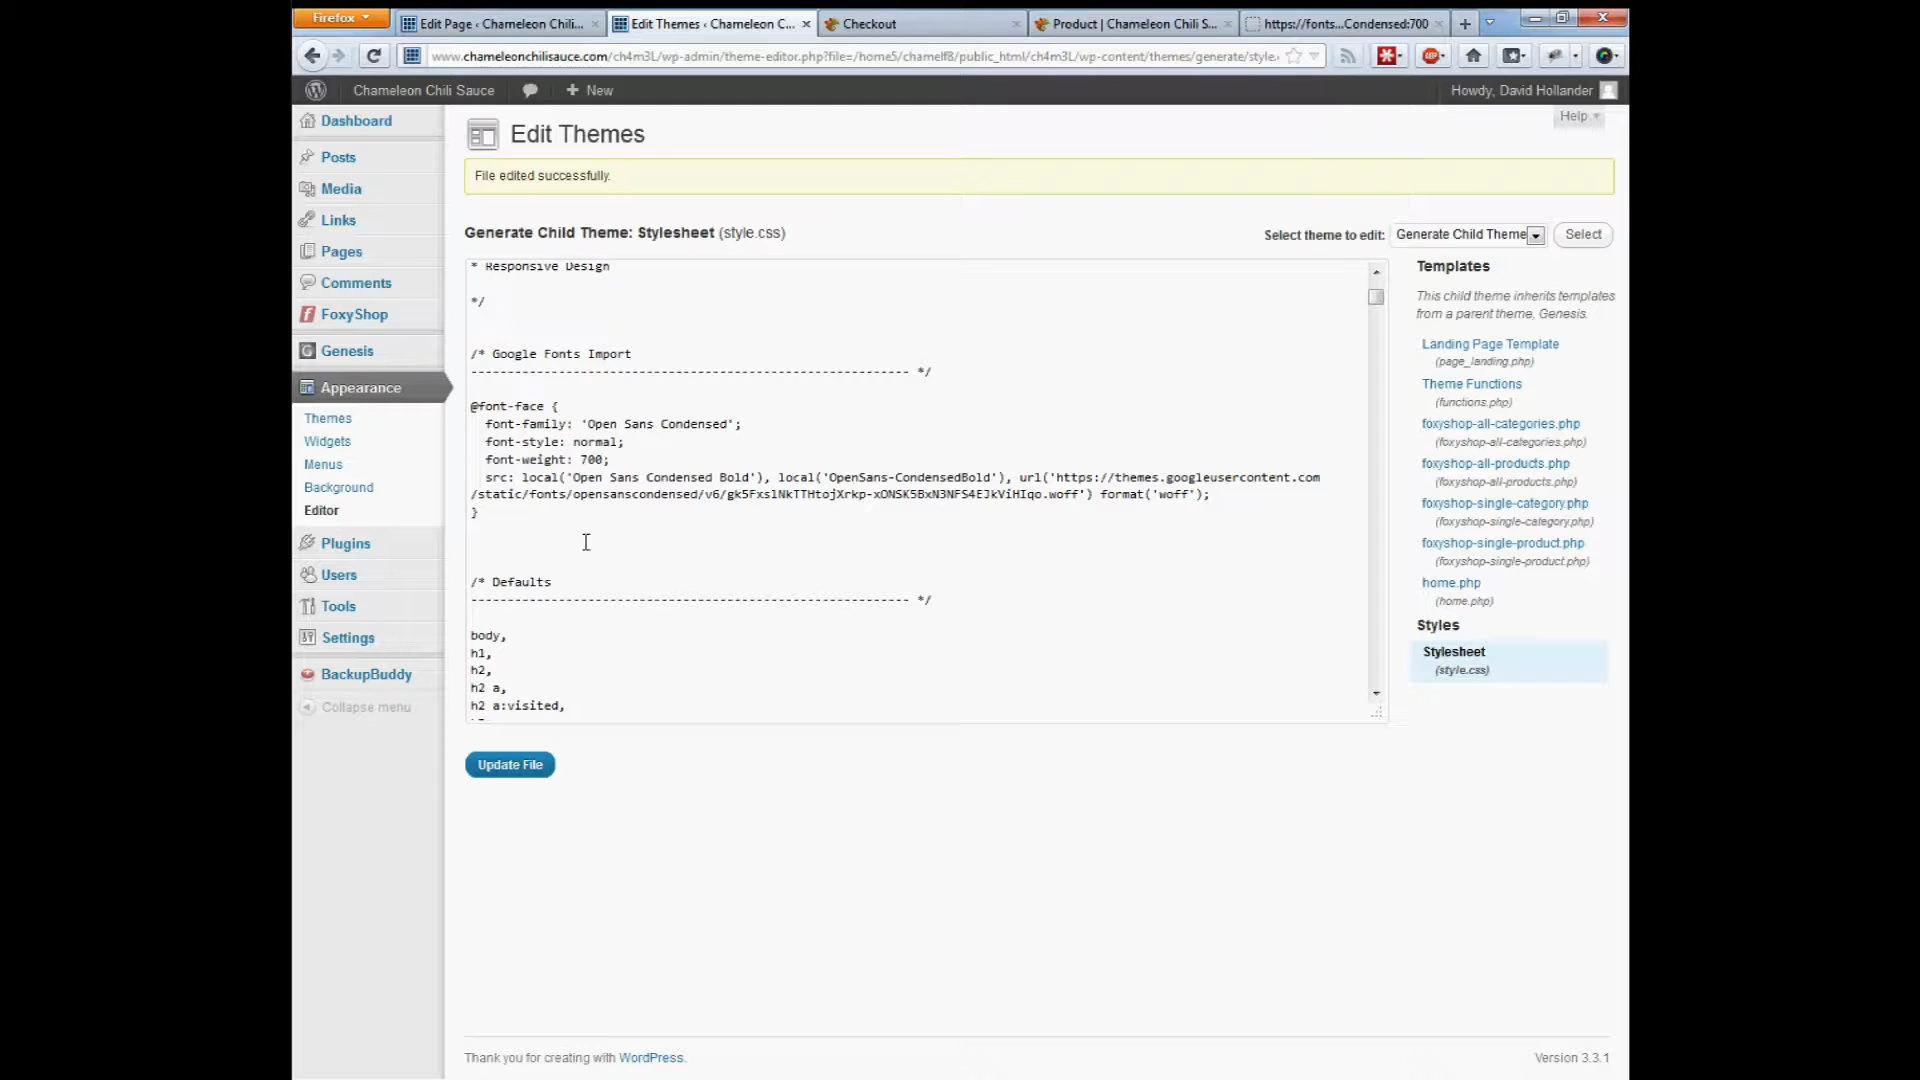 Firefox
Edit Page ‹ Chameleon Chili...
Edit Themes ‹ Chameleon C...
Checkout
Product | Chameleon Chili S...
https://fonts...Condensed:700
www.chameleonchilisauce.com/ch4m3L/wp-admin/theme-editor.php?file=/home5/chamelf8/public_html/ch4m3L/wp-content/themes/generate/style.
Chameleon Chili Sauce
New
Howdy, David Hollander
Help
Dashboard
Posts
Media
Links
Pages
Comments
FoxyShop
Genesis
Appearance
Themes
Widgets
Menus
Background
Editor
Plugins
Users
Tools
Settings
BackupBuddy
Collapse menu
Edit Themes
File edited successfully.
Generate Child Theme: Stylesheet (style.css)
Select theme to edit: Generate Child Theme Select
* Responsive Design
*/
/* Google Fonts Import
------------------------------------------------------------ */
@font-face {
font-family: 'Open Sans Condensed';
font-style: normal;
font-weight: 700;
src: local('Open Sans Condensed Bold'), local('OpenSans-CondensedBold'), url('https://themes.googleusercontent.com
/static/fonts/opensanscondensed/v6/gk5FxslNkTTHtojXrkp-xONSK5BxN3NFS4EJkViHIqo.woff') format('woff');
}
/* Defaults
------------------------------------------------------------ */
body,
h1,
h2,
h2 a,
h2 a:visited,
Update File
Templates
This child theme inherits templates
from a parent theme, Genesis.
Landing Page Template
(page_landing.php)
Theme Functions
(functions.php)
foxyshop-all-categories.php
(foxyshop-all-categories.php)
foxyshop-all-products.php
(foxyshop-all-products.php)
foxyshop-single-category.php
(foxyshop-single-category.php)
foxyshop-single-product.php
(foxyshop-single-product.php)
home.php
(home.php)
Styles
Stylesheet
(style.css)
Thank you for creating with WordPress.
Version 3.3.1